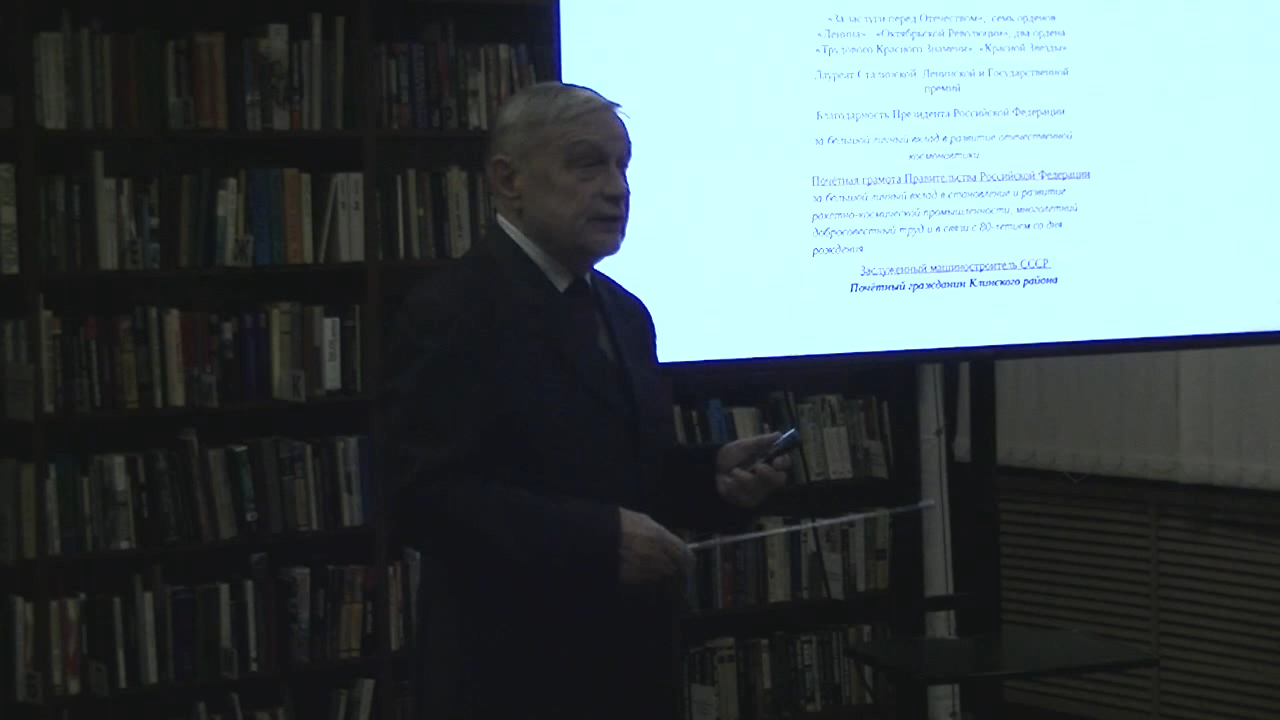 «За заслуги перед Отечеством», семь орденов
«Ленина», «Октябрьской Революции», два ордена
«Трудового Красного Знамени», «Красной Звезды»
Лауреат Сталинской, Ленинской и Государственной
премий
Благодарность Президента Российской Федерации
за большой личный вклад в развитие отечественной
космонавтики
Почётная грамота Правительства Российской Федерации
за большой личный вклад в становление и развитие
ракетно-космической промышленности, многолетний
добросовестный труд и в связи с 80-летием со дня
рождения
Заслуженный машиностроитель СССР
Почётный гражданин Клинского района